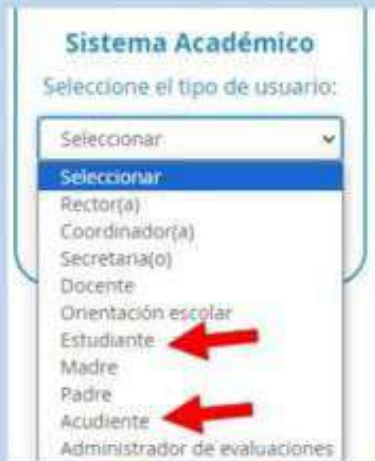 Sistema Académico
Seleccione el tipo de usuario:
Seleccionar
Seleccionar
Rector(a)
Coordinador(a)
Secretaria(o)
Docente
Orientación escolar
Estudiante
Madre
Padre
Acudiente
Administrador de evaluaciones